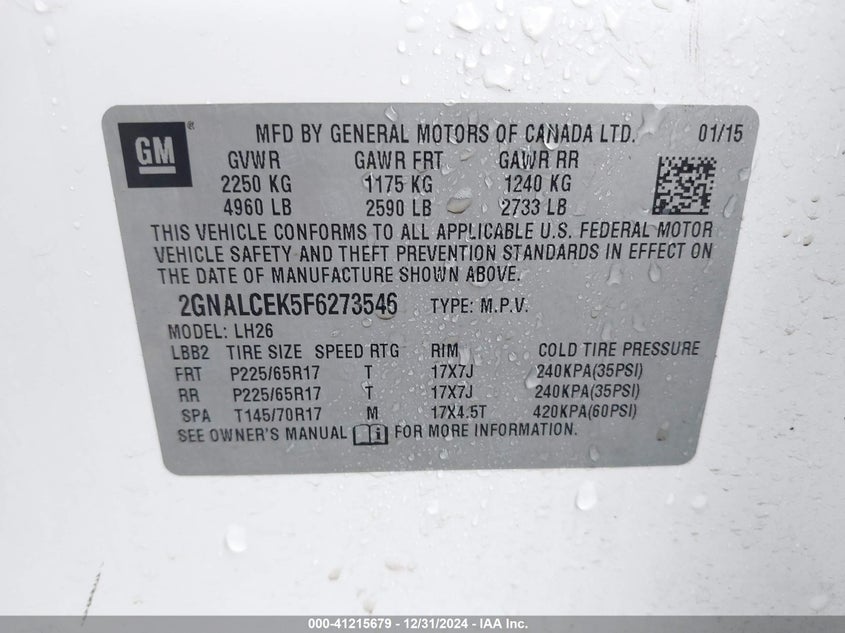 GM ® MFD BY GENERAL MOTORS OF CANADA LTD. 01/15
GVWR GAWR FRT GAWR RR
2250 KG 1175 KG 1240 KG
4960 LB 2590 LB 2733 LB
THIS VEHICLE CONFORMS TO ALL APPLICABLE U.S. FEDERAL MOTOR
VEHICLE SAFETY AND THEFT PREVENTION STANDARDS IN EFFECT ON
THE DATE OF MANUFACTURE SHOWN ABOVE.
2GNALCEK5F6273546 TYPE: M.P.V.
MODEL: LH26
LBB2 TIRE SIZE SPEED RTG RIM COLD TIRE PRESSURE
FRT P225/65R17 T 17X7J 240KPA(35PSI)
RR P225/65R17 T 17X7J 240KPA(35PSI)
SPA T145/70R17 M 17X4.5T 420KPA(60PSI)
SEE OWNER'S MANUAL i FOR MORE INFORMATION.
000-41215679 - 12/31/2024 - IAA Inc.